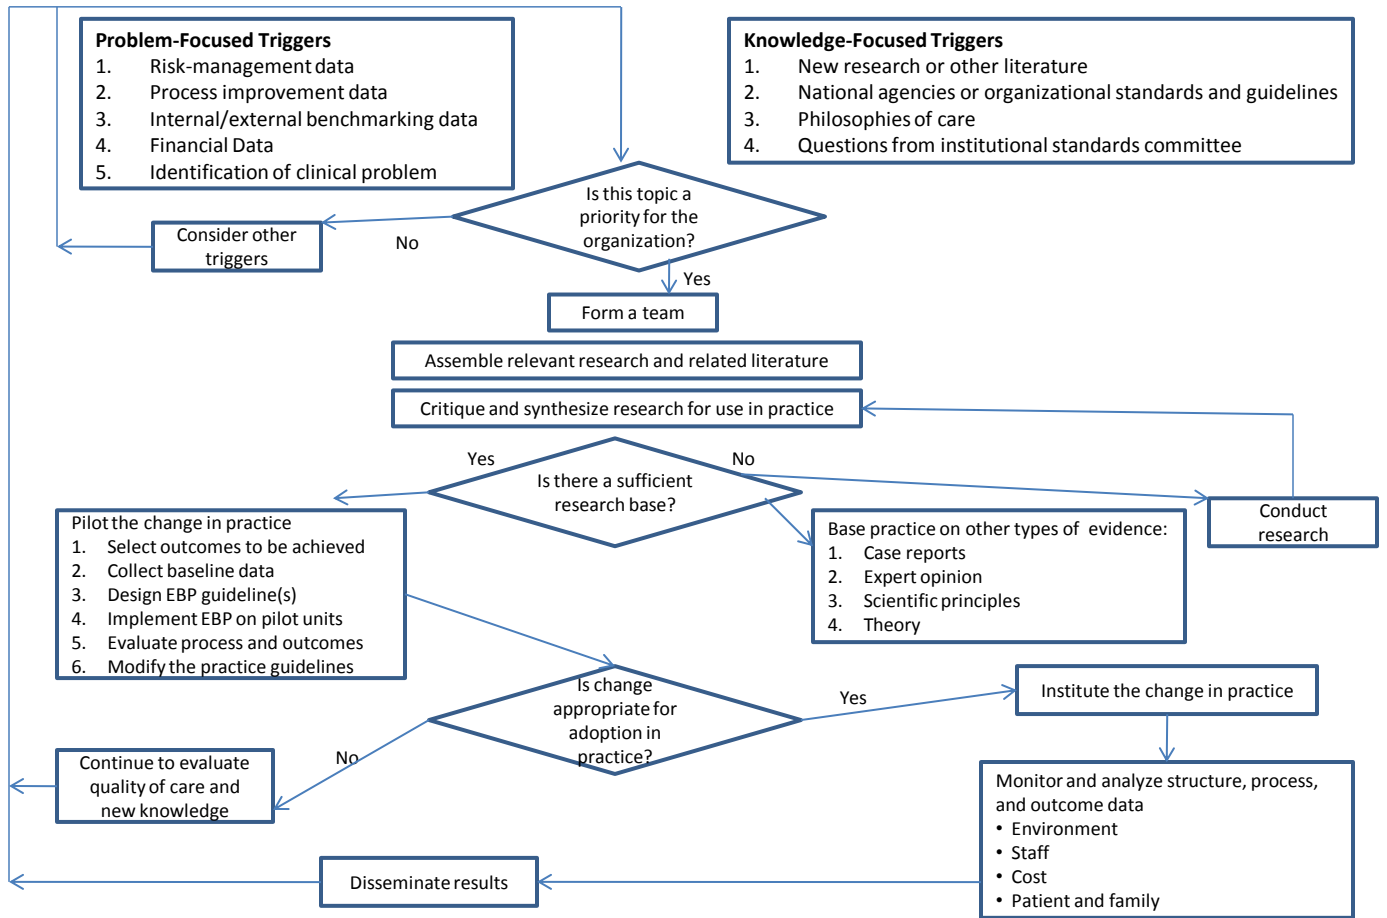 Problem-Focused Triggers
1. Risk-management data
2. Process improvement data
3. Internal/external benchmarking data
4. Financial Data
5. Identification of clinical problem
Knowledge-Focused Triggers
1. New research or other literature
2. National agencies or organizational standards and guidelines
3. Philosophies of care
4. Questions from institutional standards committee
Is this topic a
priority for the
organization?
No
Consider other
triggers
Yes
Form a team
Assemble relevant research and related literature
Critique and synthesize research for use in practice
Yes
Is there a sufficient
research base?
No
Conduct
research
Pilot the change in practice
1. Select outcomes to be achieved
2. Collect baseline data
3. Design EBP guideline(s)
4. Implement EBP on pilot units
5. Evaluate process and outcomes
6. Modify the practice guidelines
Base practice on other types of evidence:
1. Case reports
2. Expert opinion
3. Scientific principles
4. Theory
Is change
appropriate for
adoption in
practice?
Yes
Institute the change in practice
No
Continue to evaluate
quality of care and
new knowledge
Monitor and analyze structure, process,
and outcome data
• Environment
• Staff
• Cost
• Patient and family
Disseminate results